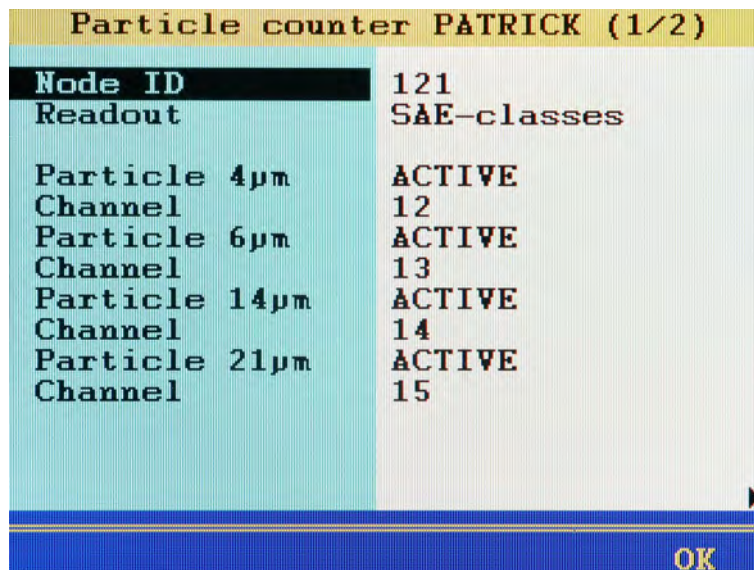 Particle counter PATRICK (1/2)
Node ID 121
Readout SAE-classes
Particle 4µm ACTIVE
Channel 12
Particle 6µm ACTIVE
Channel 13
Particle 14µm ACTIVE
Channel 14
Particle 21µm ACTIVE
Channel 15
OK